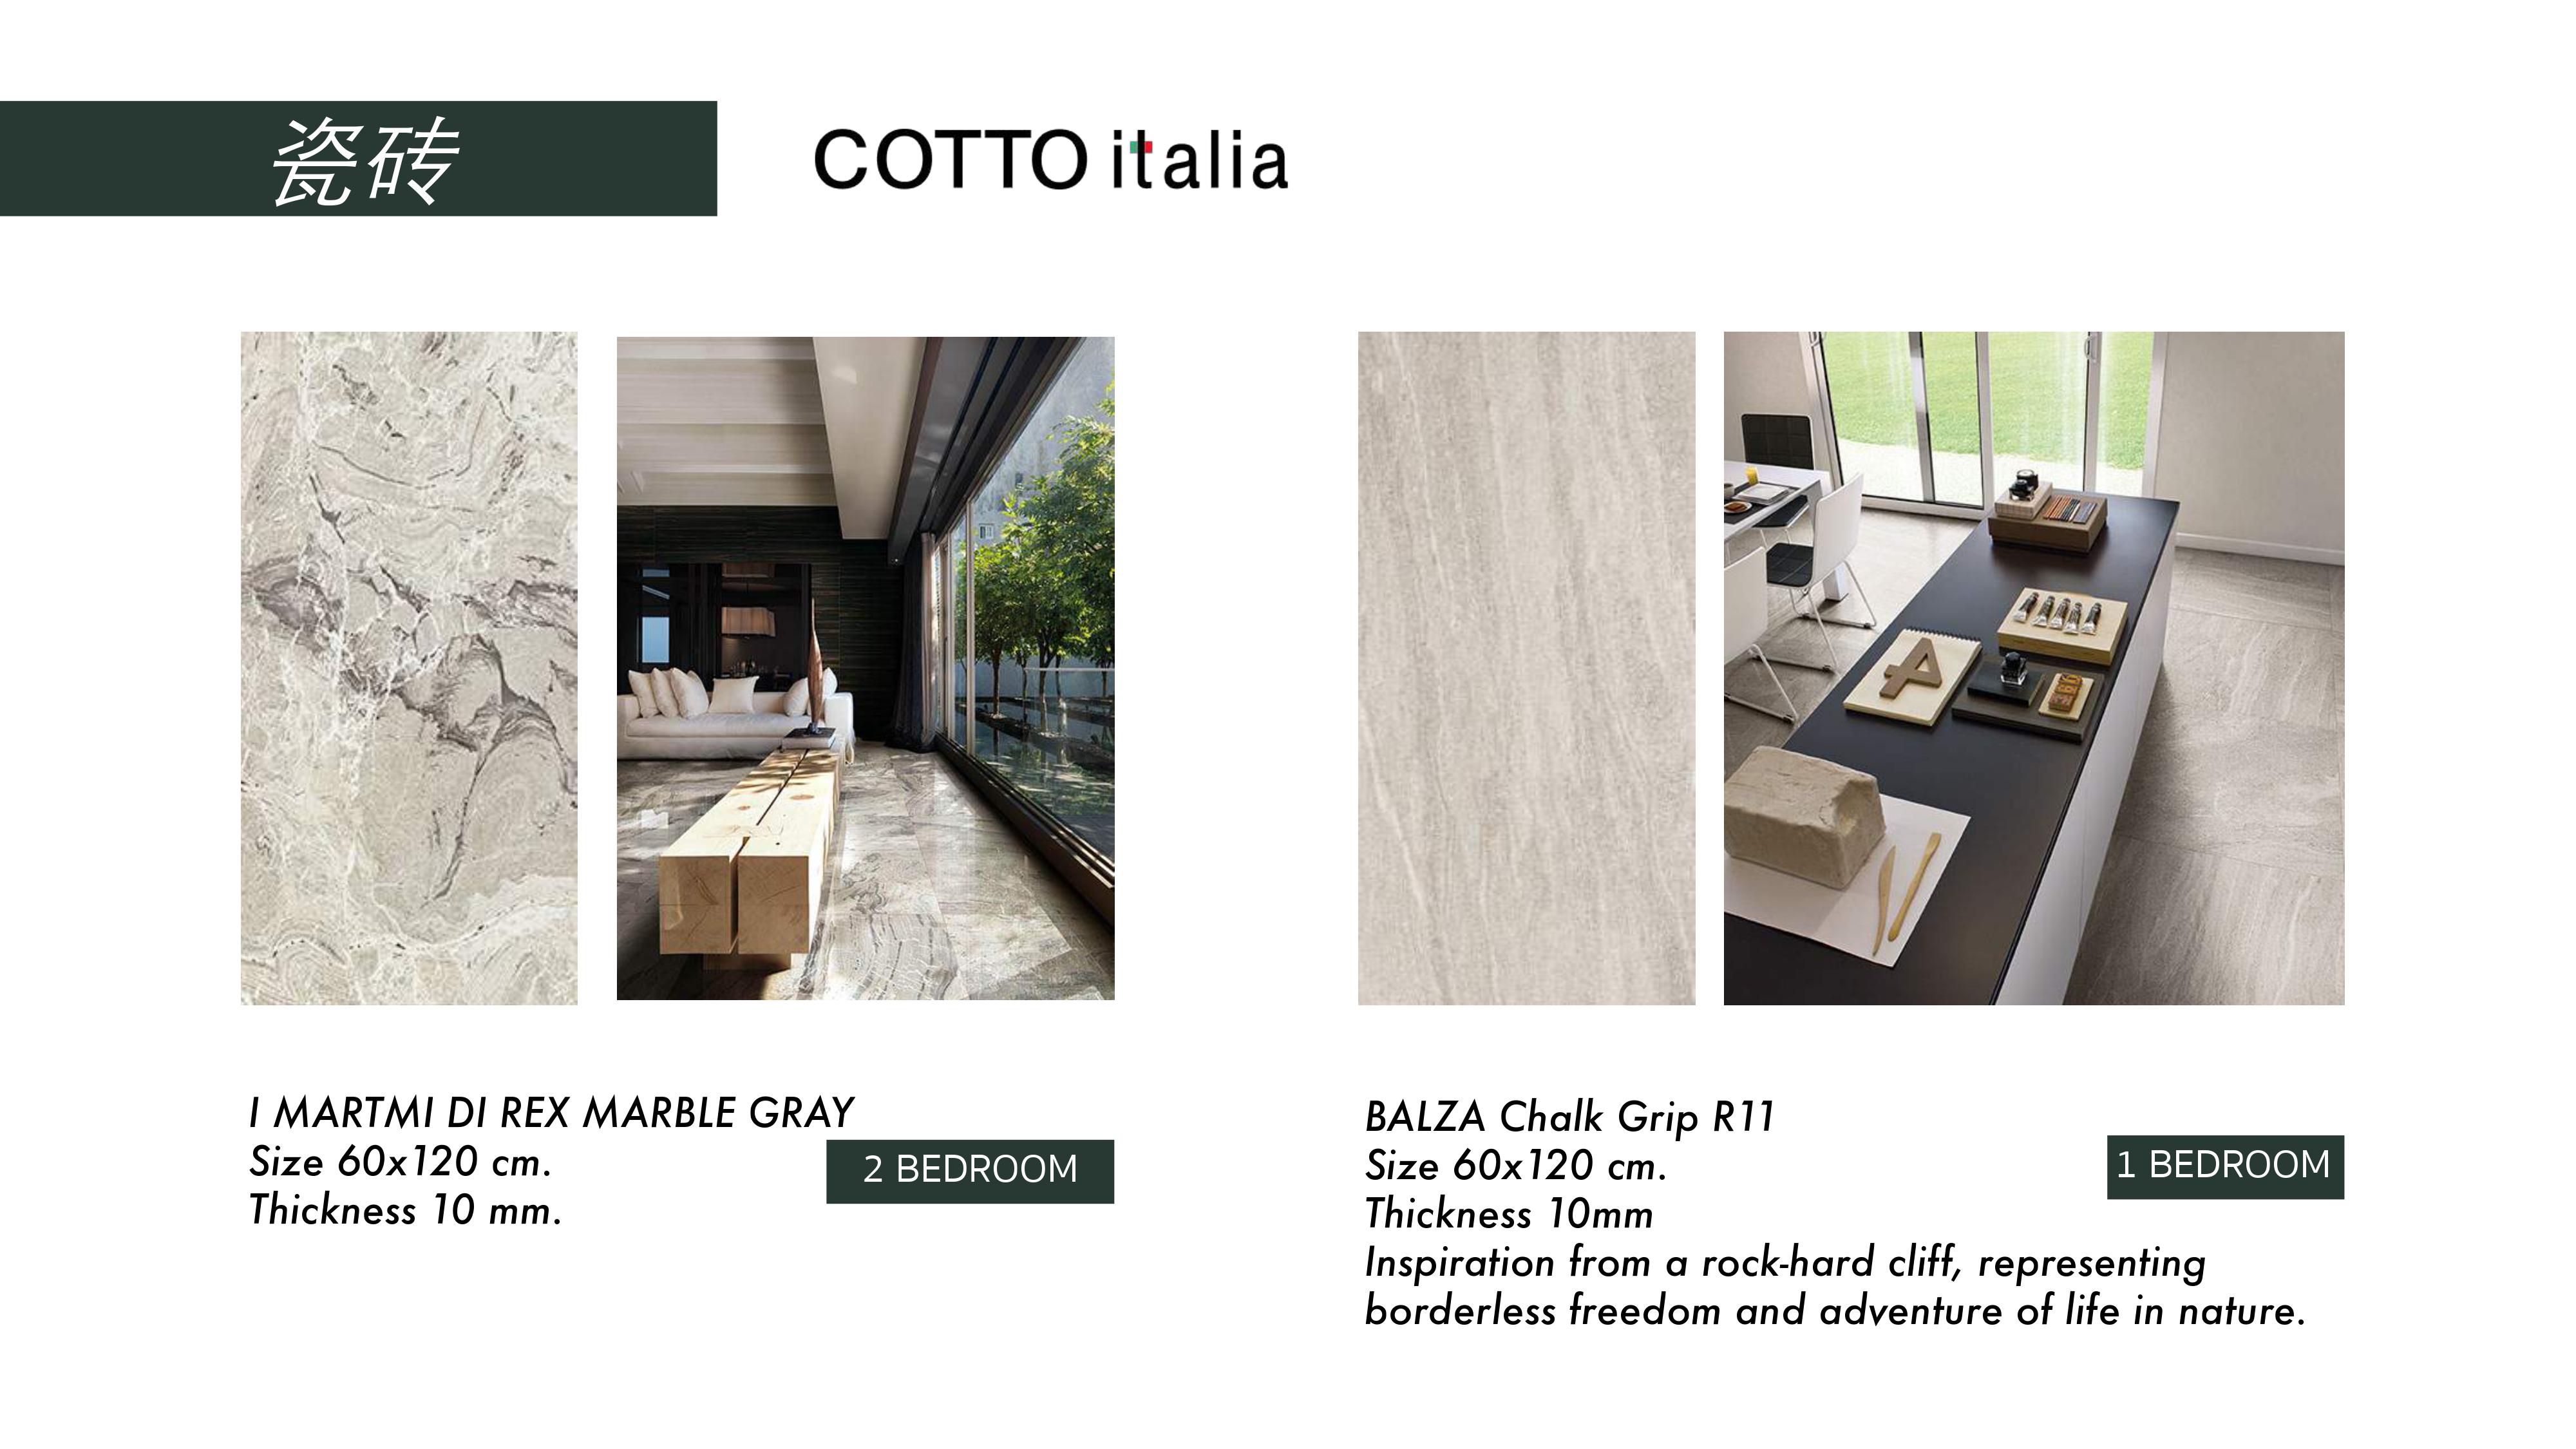 瓷砖
COTTO italia
I MARTMI DI REX MARBLE GRAY
Size 60x120 cm.
Thickness 10 mm.
2 BEDROOM
BALZA Chalk Grip R11
Size 60x120 cm.
Thickness 10mm
Inspiration from a rock-hard cliff, representing
borderless freedom and adventure of life in nature.
1 BEDROOM